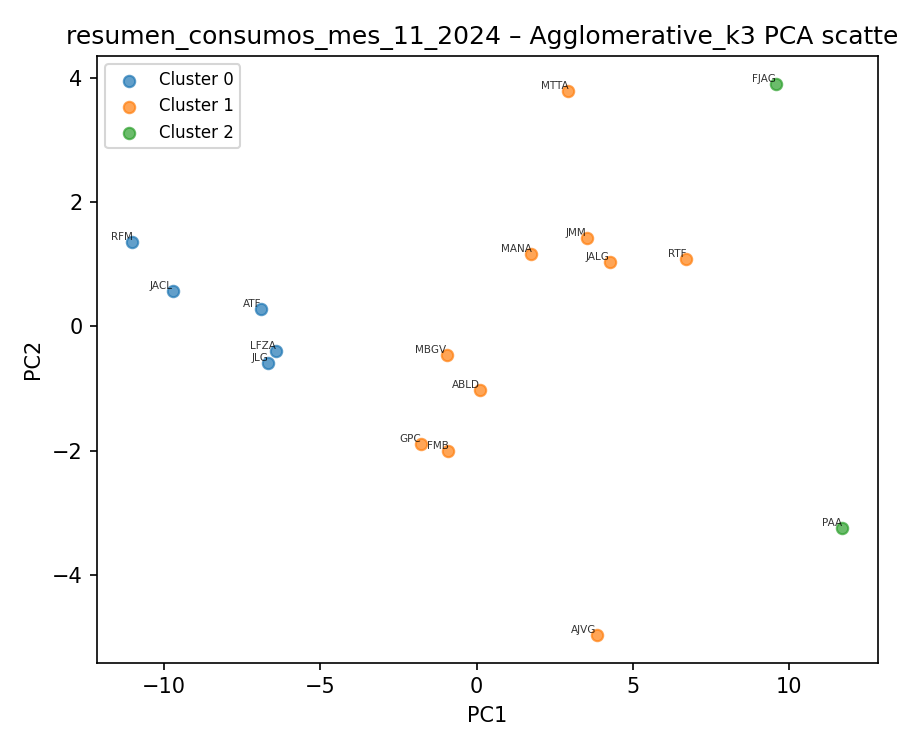 resumen_consumos_mes_11_2024 – Agglomerative_k3 PCA scatte
Cluster 0
Cluster 1
Cluster 2
4
2
0
−2
−4
PC2
MTTA
FJAG
RFM
JACL
ATF
LFZA
JLG
MANA
JMM
JALG
RTF
MBGV
ABLD
GPC
FMB
PAA
AJVG
−10
−5
0
5
10
PC1